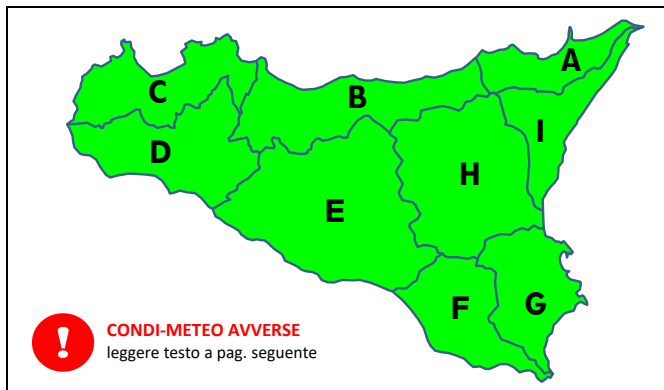 A
C
B
I
D
H
E
F
G
!
CONDI-METEO AVVERSE
leggere testo a pag. seguente